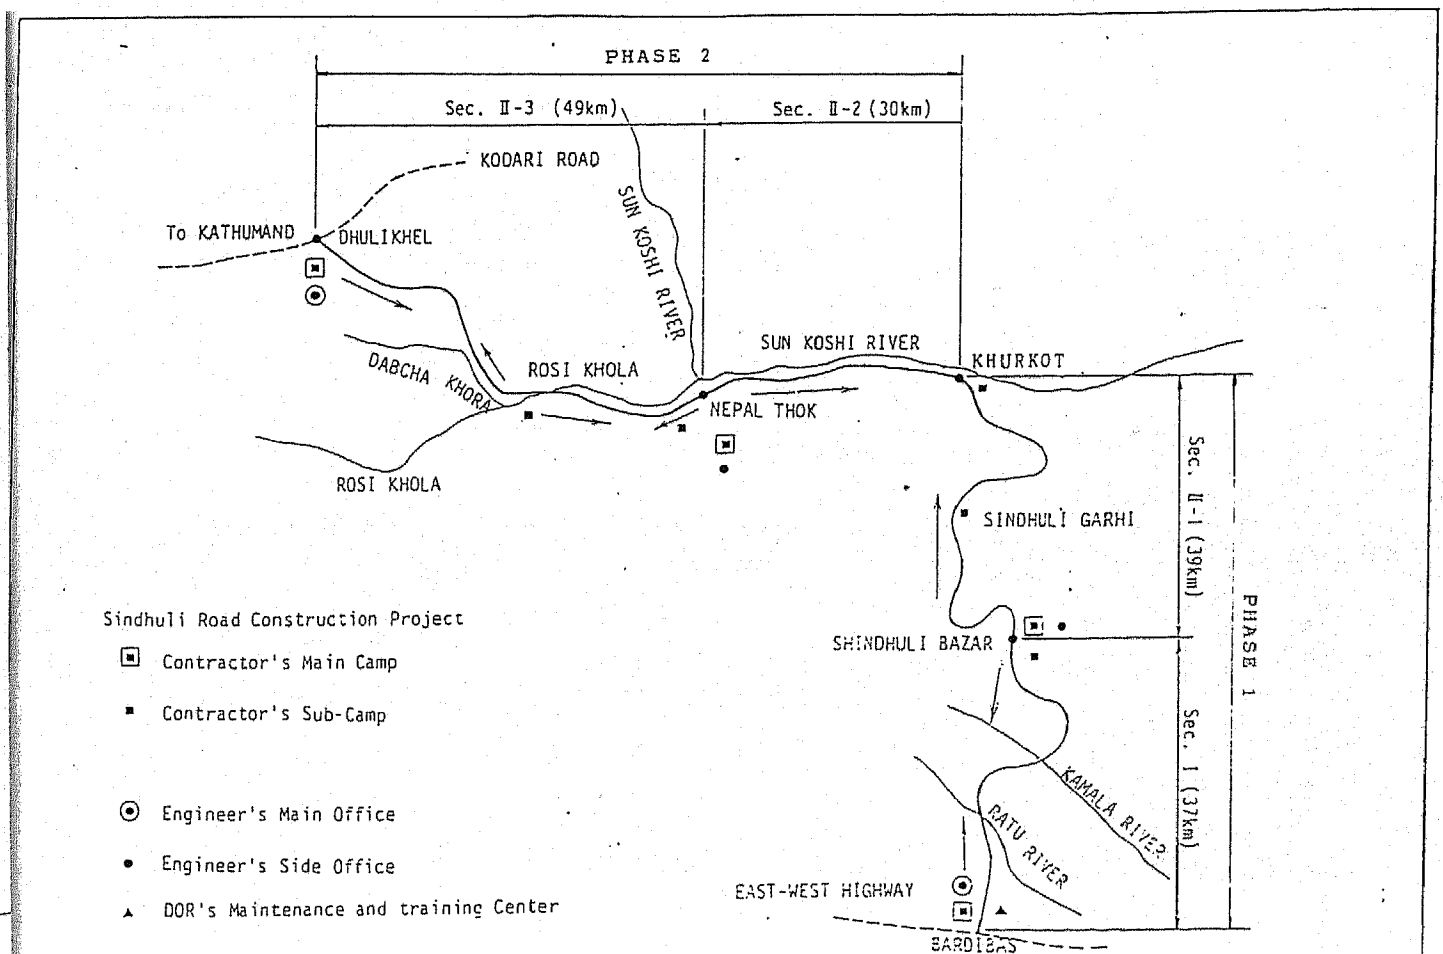 PHASE 2
Sec. Ⅱ-3 (49km)
Sec. Ⅱ-2 (30km)
KODARI ROAD
To KATHUMAND
DHULIKHEL
SUN KOSHI RIVER
SUN KOSHI RIVER
KHURKOT
DABCHA KHORA
ROSI KHOLA
NEPAL THOK
ROSI KHOLA
Sec. Ⅱ-1 (39km)
SINDHULI GARHI
PHASE 1
Sindhuli Road Construction Project
SHINDHULI BAZAR
Contractor's Main Camp
Contractor's Sub-Camp
Sec. I (37km)
KAMALA RIVER
RATU RIVER
Engineer's Main Office
Engineer's Side Office
EAST-WEST HIGHWAY
DOR's Maintenance and training Center
BARDIBAS